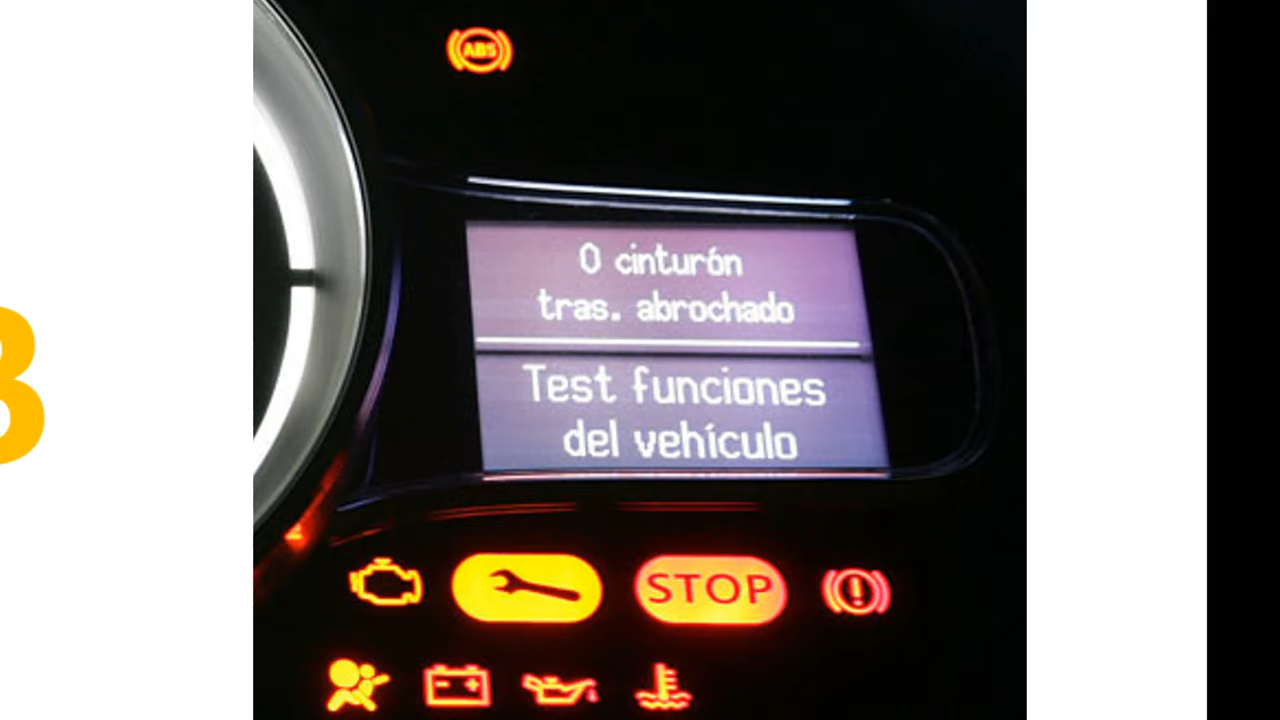 ABS
0 cinturón
tras. abrochado
Test funciones
del vehículo
STOP